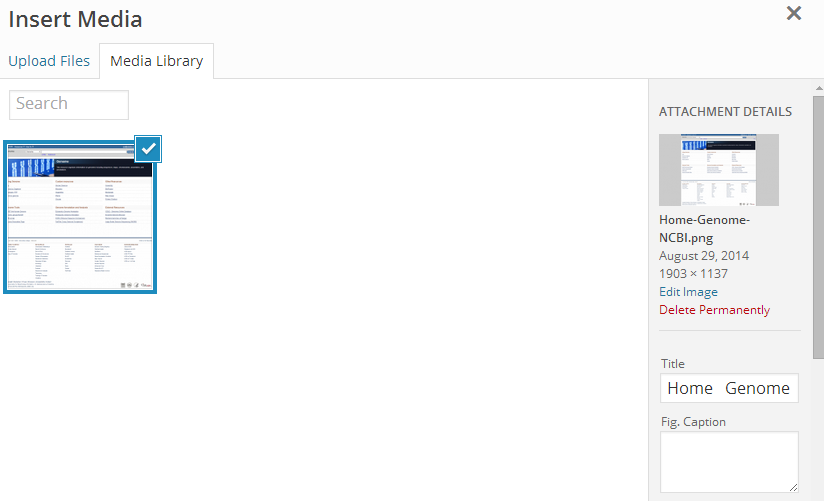 Insert Media
Upload Files
Media Library
Search
ATTACHMENT DETAILS
Home-Genome-
NCBI.png
August 29, 2014
1903 × 1137
Edit Image
Delete Permanently
Title
Home   Genome
Fig. Caption